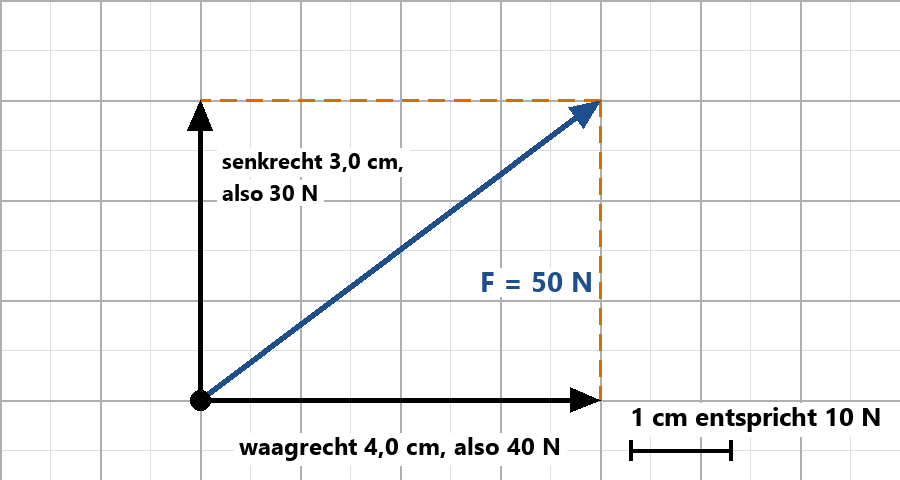 senkrecht 3,0 cm,
also 30 N
F = 50 N
1 cm entspricht 10 N
waagrecht 4,0 cm, also 40 N